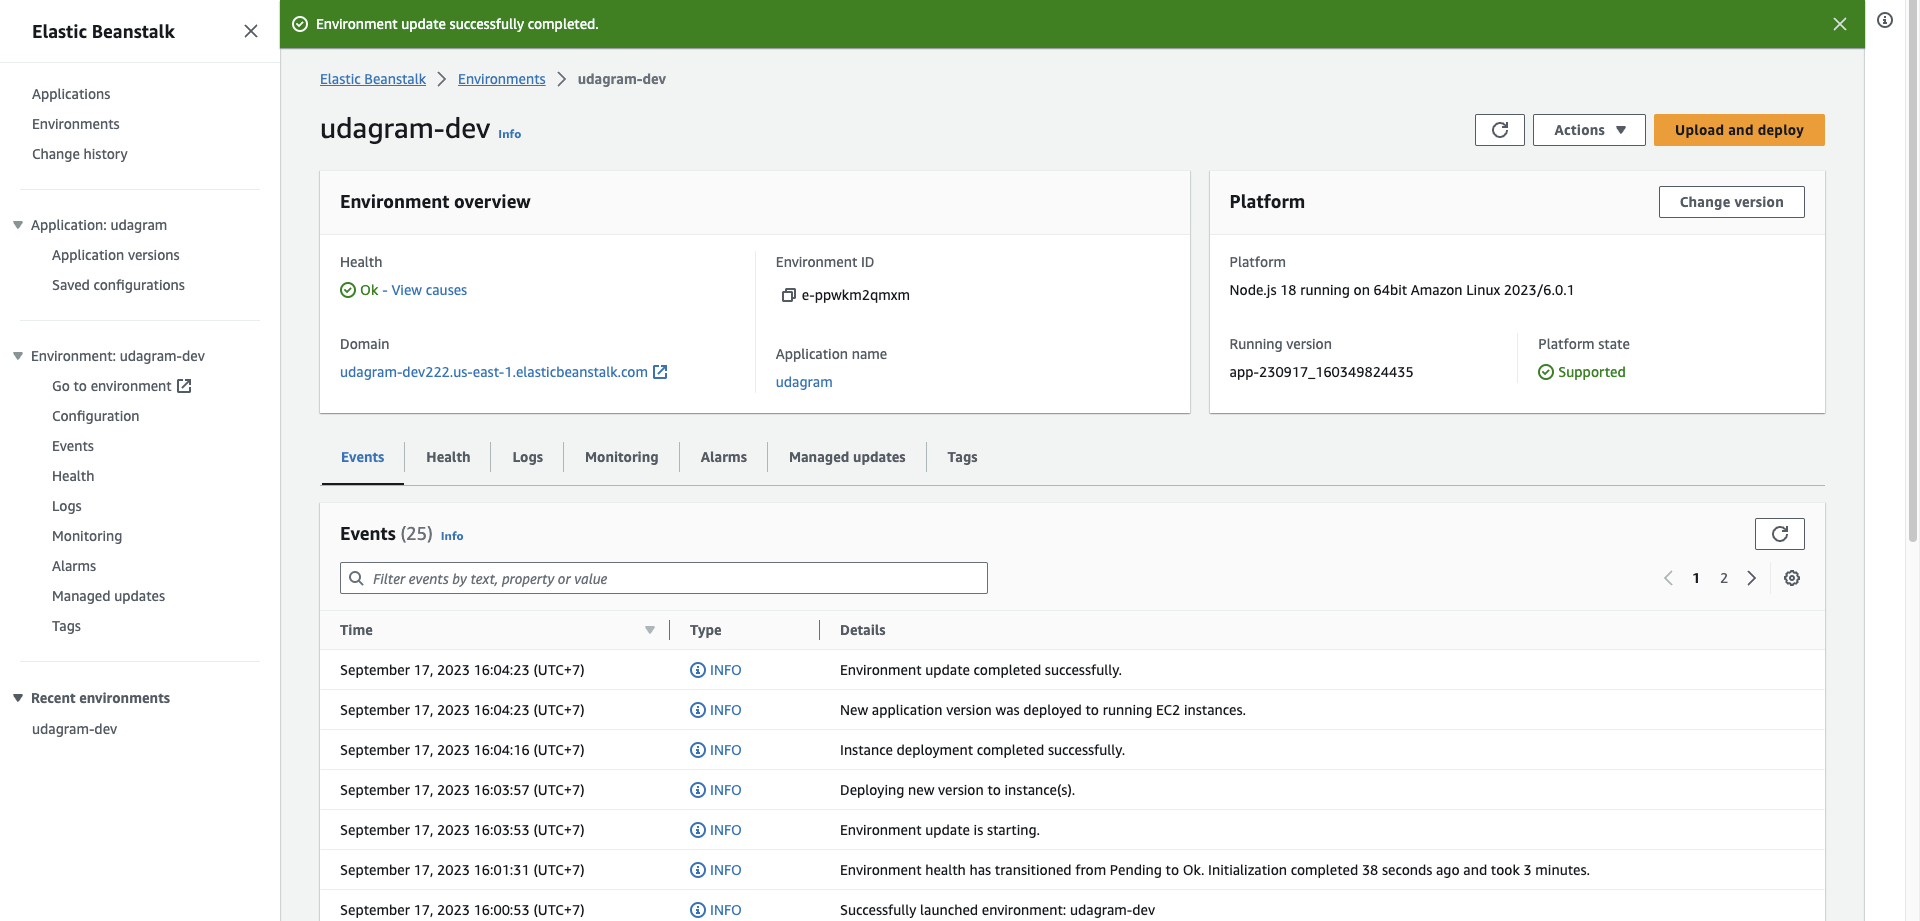 Elastic Beanstalk
Applications
Environments
Change history
Application: udagram
Application versions
Saved configurations
Environment: udagram-dev
Go to environment
Configuration
Events
Health
Logs
Monitoring
Alarms
Managed updates
Tags
Recent environments
udagram-dev
Environment update successfully completed.
Elastic Beanstalk Environments udagram-dev
udagram-dev Info
Actions Upload and deploy
Environment overview
Health
Ok - View causes
Domain
udagram-dev222.us-east-1.elasticbeanstalk.com
Environment ID
e-ppwkm2qmxm
Application name
udagram
Platform
Change version
Platform
Node.js 18 running on 64bit Amazon Linux 2023/6.0.1
Running version
app-230917_160349824435
Platform state
Supported
Events Health Logs Monitoring Alarms Managed updates Tags
Events (25) Info
Filter events by text, property or value
1 2
Time Type Details
September 17, 2023 16:04:23 (UTC+7) INFO Environment update completed successfully.
September 17, 2023 16:04:23 (UTC+7) INFO New application version was deployed to running EC2 instances.
September 17, 2023 16:04:16 (UTC+7) INFO Instance deployment completed successfully.
September 17, 2023 16:03:57 (UTC+7) INFO Deploying new version to instance(s).
September 17, 2023 16:03:53 (UTC+7) INFO Environment update is starting.
September 17, 2023 16:01:31 (UTC+7) INFO Environment health has transitioned from Pending to Ok. Initialization completed 38 seconds ago and took 3 minutes.
September 17, 2023 16:00:53 (UTC+7) INFO Successfully launched environment: udagram-dev